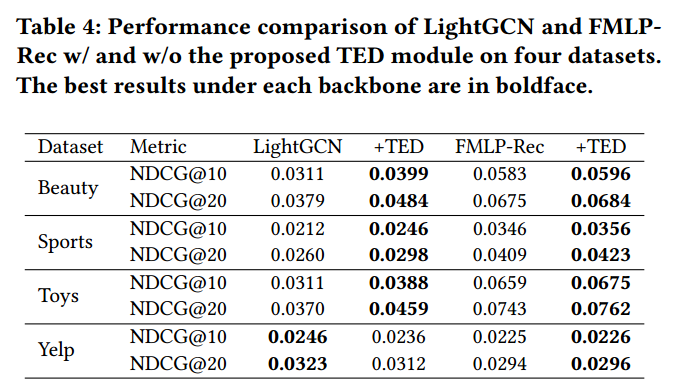 Table 4: Performance comparison of LightGCN and FMLP-
Rec w/ and w/o the proposed TED module on four datasets.
The best results under each backbone are in boldface.
Dataset Metric LightGCN +TED FMLP-Rec +TED
Beauty NDCG@10 0.0311 0.0399 0.0583 0.0596
NDCG@20 0.0379 0.0484 0.0675 0.0684
Sports NDCG@10 0.0212 0.0246 0.0346 0.0356
NDCG@20 0.0260 0.0298 0.0409 0.0423
Toys NDCG@10 0.0311 0.0388 0.0659 0.0675
NDCG@20 0.0370 0.0459 0.0743 0.0762
Yelp NDCG@10 0.0246 0.0236 0.0225 0.0226
NDCG@20 0.0323 0.0312 0.0294 0.0296